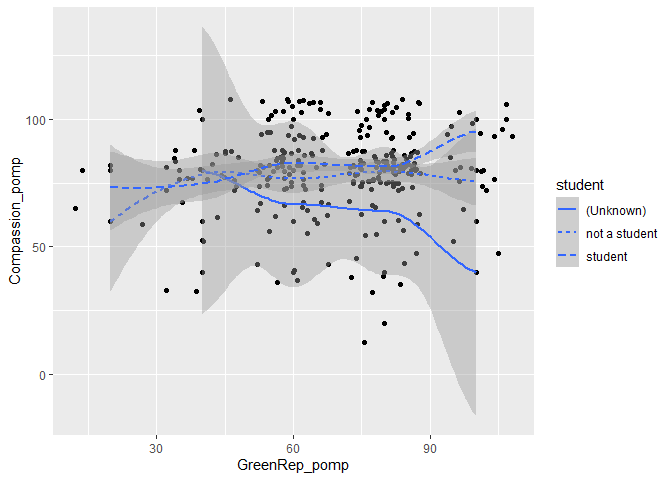 Compassion_pomp
100
50
0
30
60
90
GreenRep_pomp
student
(Unknown)
not a student
student